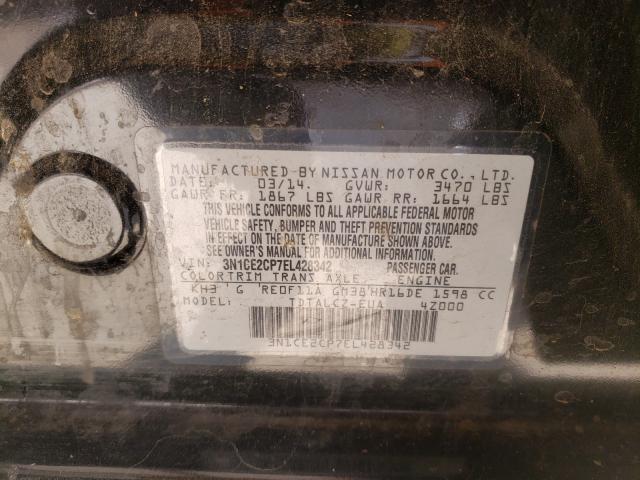 MANUFACTURED BY NISSAN MOTOR CO., LTD.
DATE: 03/14. GVWR: 3470 LBS
GAWR FR: 1867 LBS GAWR RR: 1664 LBS
THIS VEHICLE CONFORMS TO ALL APPLICABLE FEDERAL MOTOR
VEHICLE SAFETY, BUMPER AND THEFT PREVENTION STANDARDS
IN EFFECT ON THE DATE OF MANUFACTURE SHOWN ABOVE.
SEE OWNER'S MANUAL FOR ADDITIONAL INFORMATION
VIN: 3N1CE2CP7EL428342 PASSENGER CAR.
COLOR TRIM TRANS AXLE ENGINE
KH3 G RE0F11A GM38 HR16DE 1598 CC
MODEL: TDTALCZ-EUA 4Z000
3N1CE2CP7EL428342